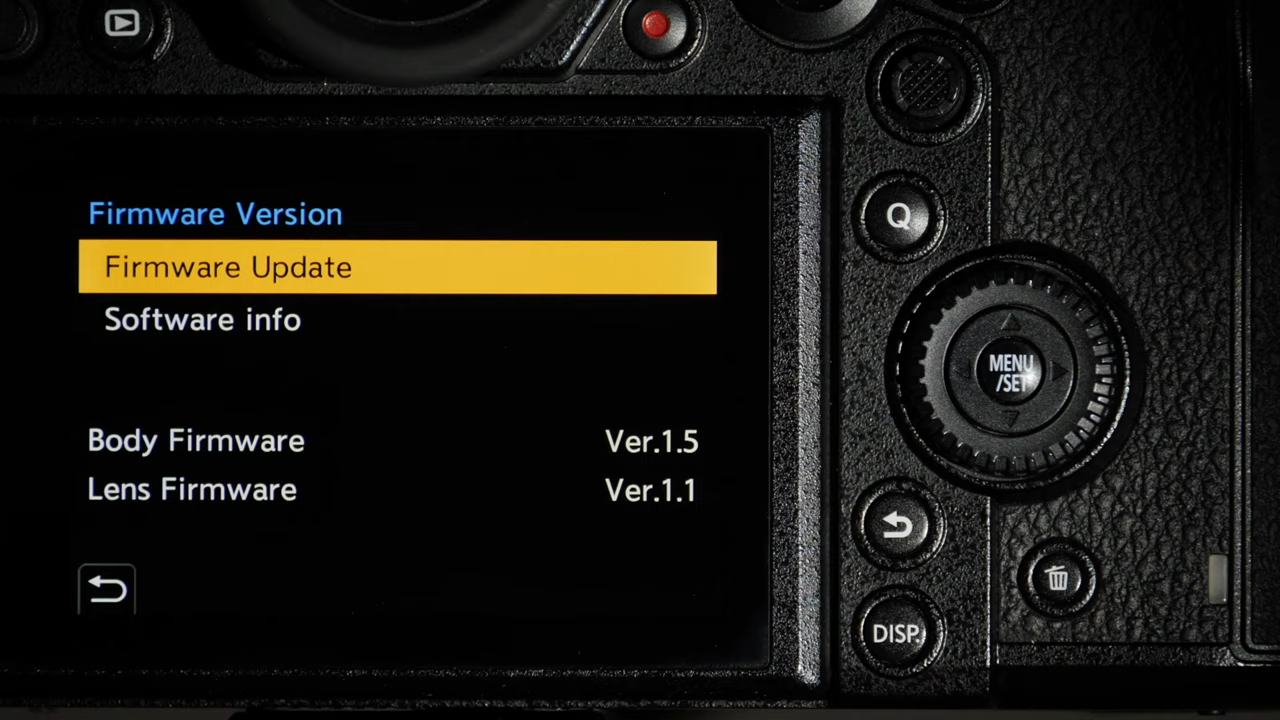 Firmware Version
Firmware Update
Software info
Body Firmware Ver.1.5
Lens Firmware Ver.1.1
Q
MENU
/SET
DISP.